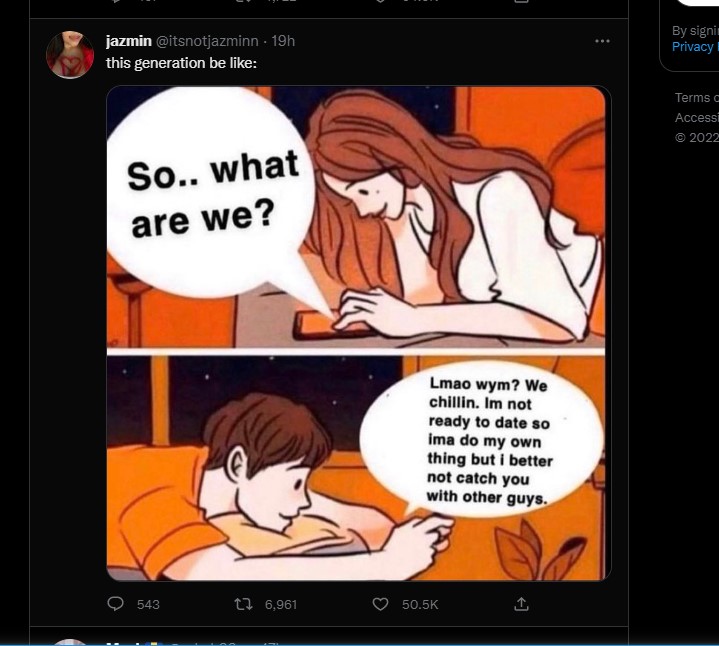 jazmin @itsnotjazminn · 19h
this generation be like:
So.. what
are we?
Lmao wym? We
chillin. Im not
ready to date so
ima do my own
thing but i better
not catch you
with other guys.
543 6,961 50.5K
By signi
Privacy
Terms o
Accessi
© 2022